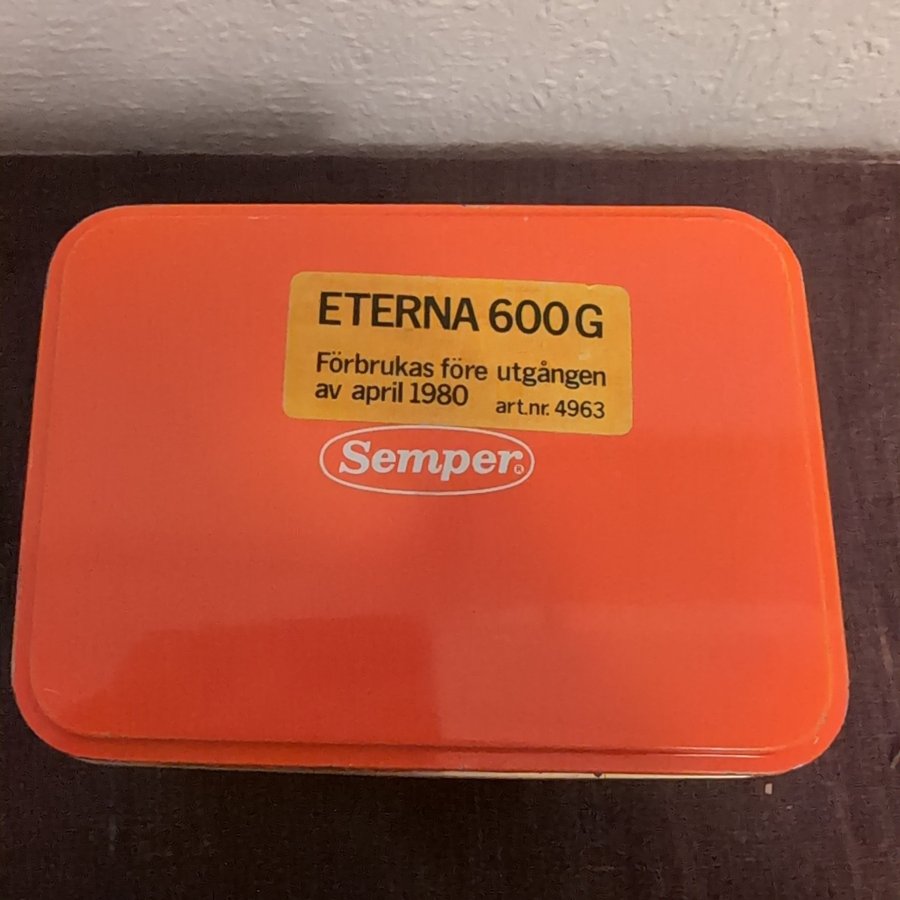 ETERNA 600 G
Förbrukas före utgången
av april 1980 art.nr. 4963
Semper®